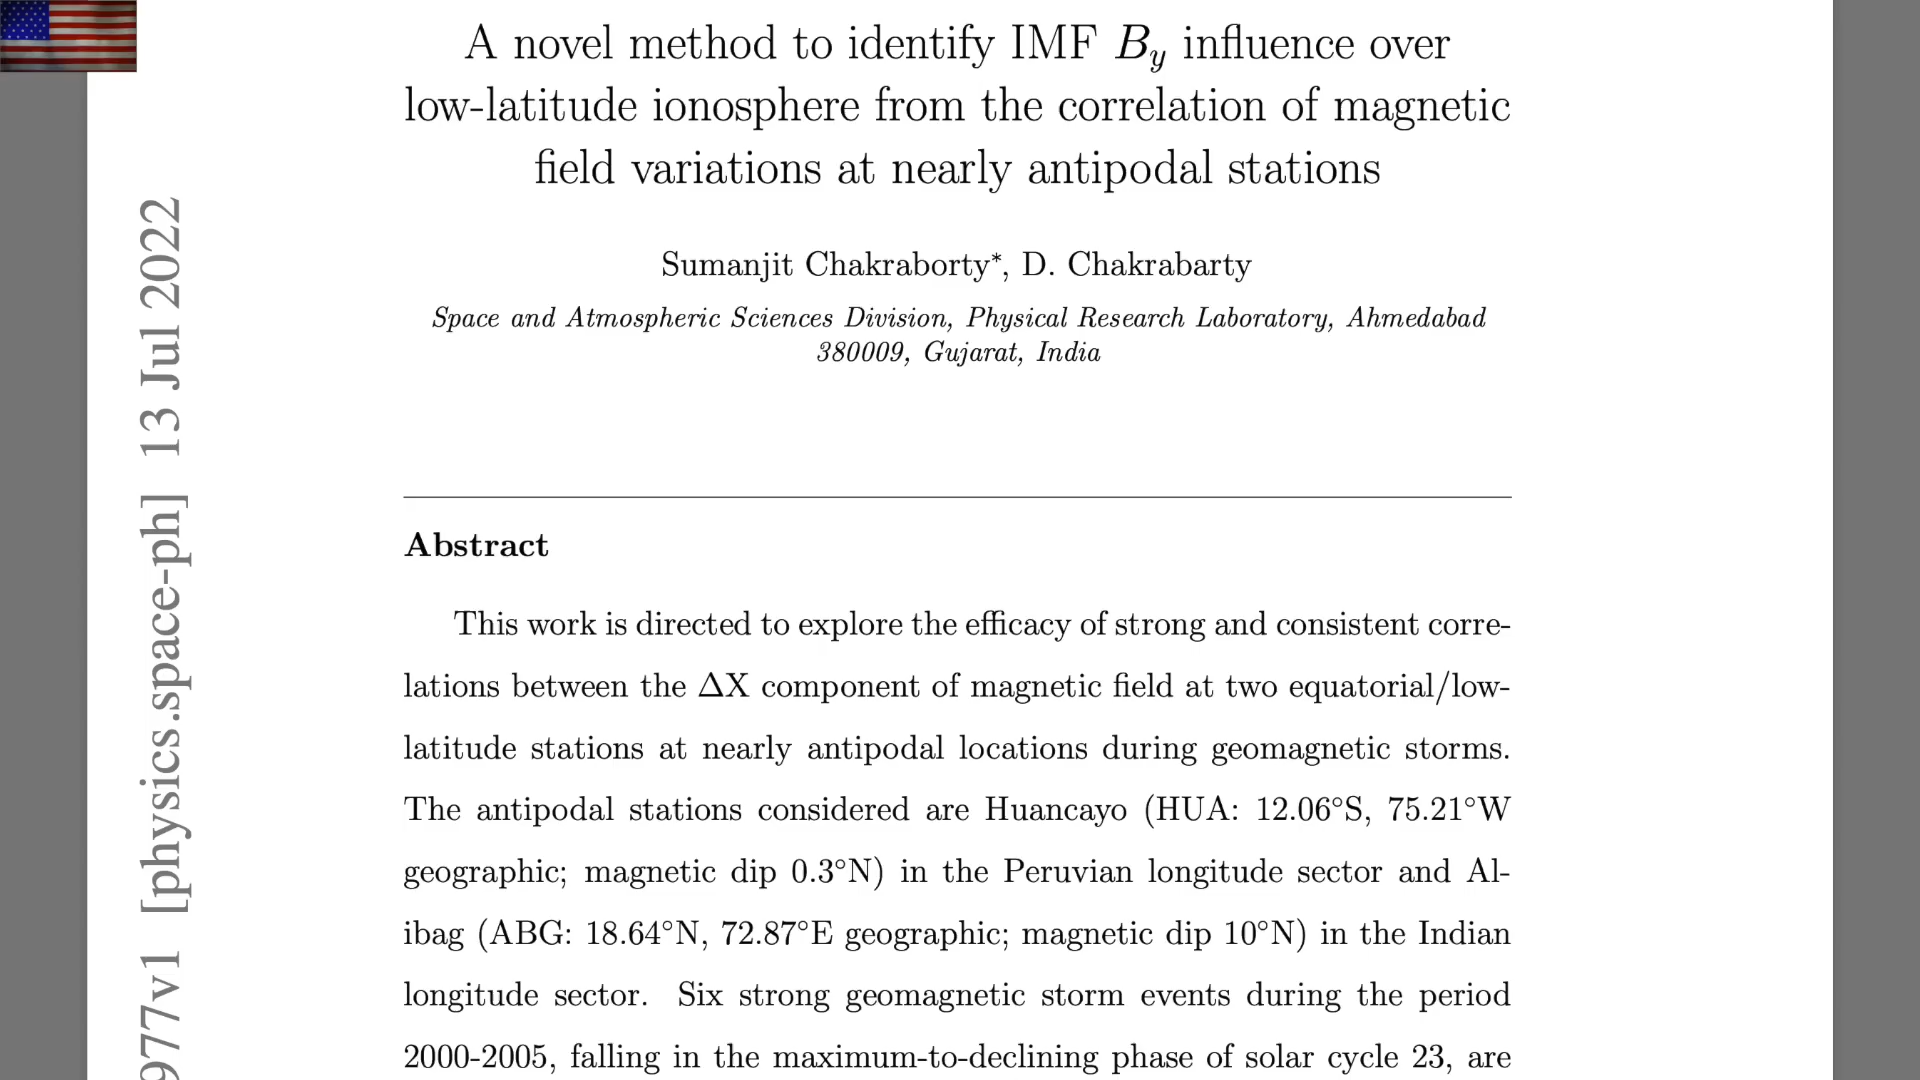 A novel method to identify IMF By influence over
low-latitude ionosphere from the correlation of magnetic
field variations at nearly antipodal stations
Sumanjit Chakraborty*, D. Chakrabarty
Space and Atmospheric Sciences Division, Physical Research Laboratory, Ahmedabad
380009, Gujarat, India
977v1 [physics.space-ph] 13 Jul 2022
Abstract
This work is directed to explore the efficacy of strong and consistent corre-
lations between the ΔX component of magnetic field at two equatorial/low-
latitude stations at nearly antipodal locations during geomagnetic storms.
The antipodal stations considered are Huancayo (HUA: 12.06°S, 75.21°W
geographic; magnetic dip 0.3°N) in the Peruvian longitude sector and Al-
ibag (ABG: 18.64°N, 72.87°E geographic; magnetic dip 10°N) in the Indian
longitude sector. Six strong geomagnetic storm events during the period
2000-2005, falling in the maximum-to-declining phase of solar cycle 23, are